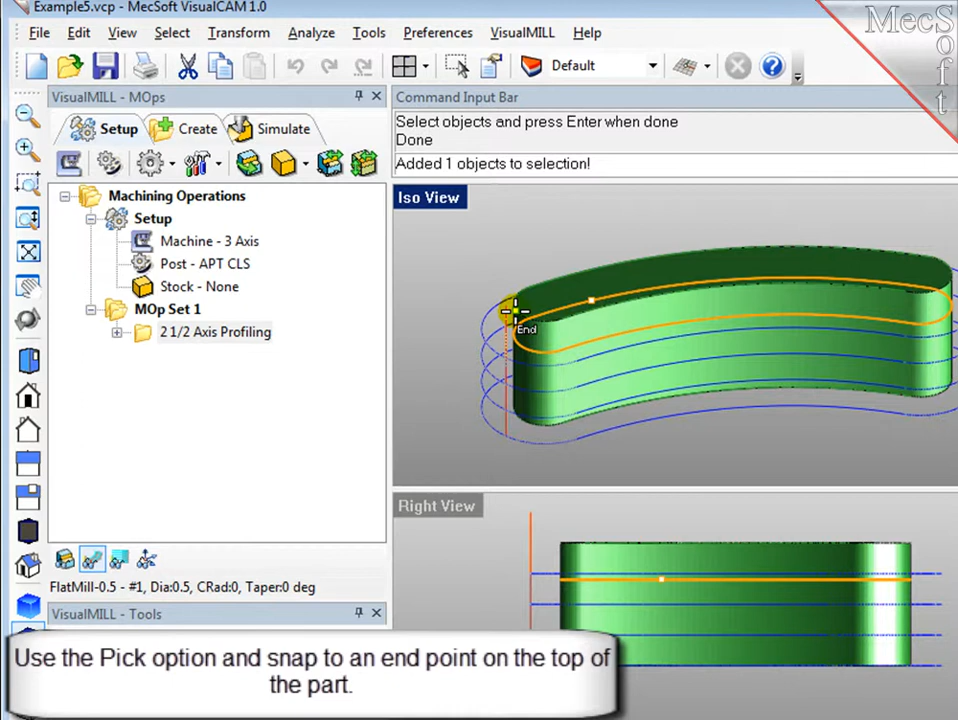 Example5.vcp - MecSoft VisualCAM 1.0
MecSoft
File Edit View Select Transform Analyze Tools Preferences VisualMILL Help
Default
VisualMILL - MOps
Command Input Bar
Setup Create Simulate
Select objects and press Enter when done
Done
Added 1 objects to selection!
Machining Operations
Setup
Machine - 3 Axis
Post - APT CLS
Stock - None
MOp Set 1
2 1/2 Axis Profiling
Iso View
End
Right View
FlatMill-0.5 - #1, Dia:0.5, CRad:0, Taper:0 deg
VisualMILL - Tools
Use the Pick option and snap to an end point on the top of
the part.